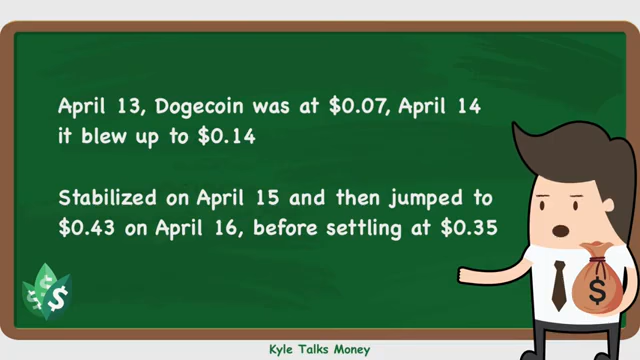 April 13, Dogecoin was at $0.07, April 14
it blew up to $0.14
Stabilized on April 15 and then jumped to
$0.43 on April 16, before settling at $0.35
$
$
$
$
Kyle Talks Money